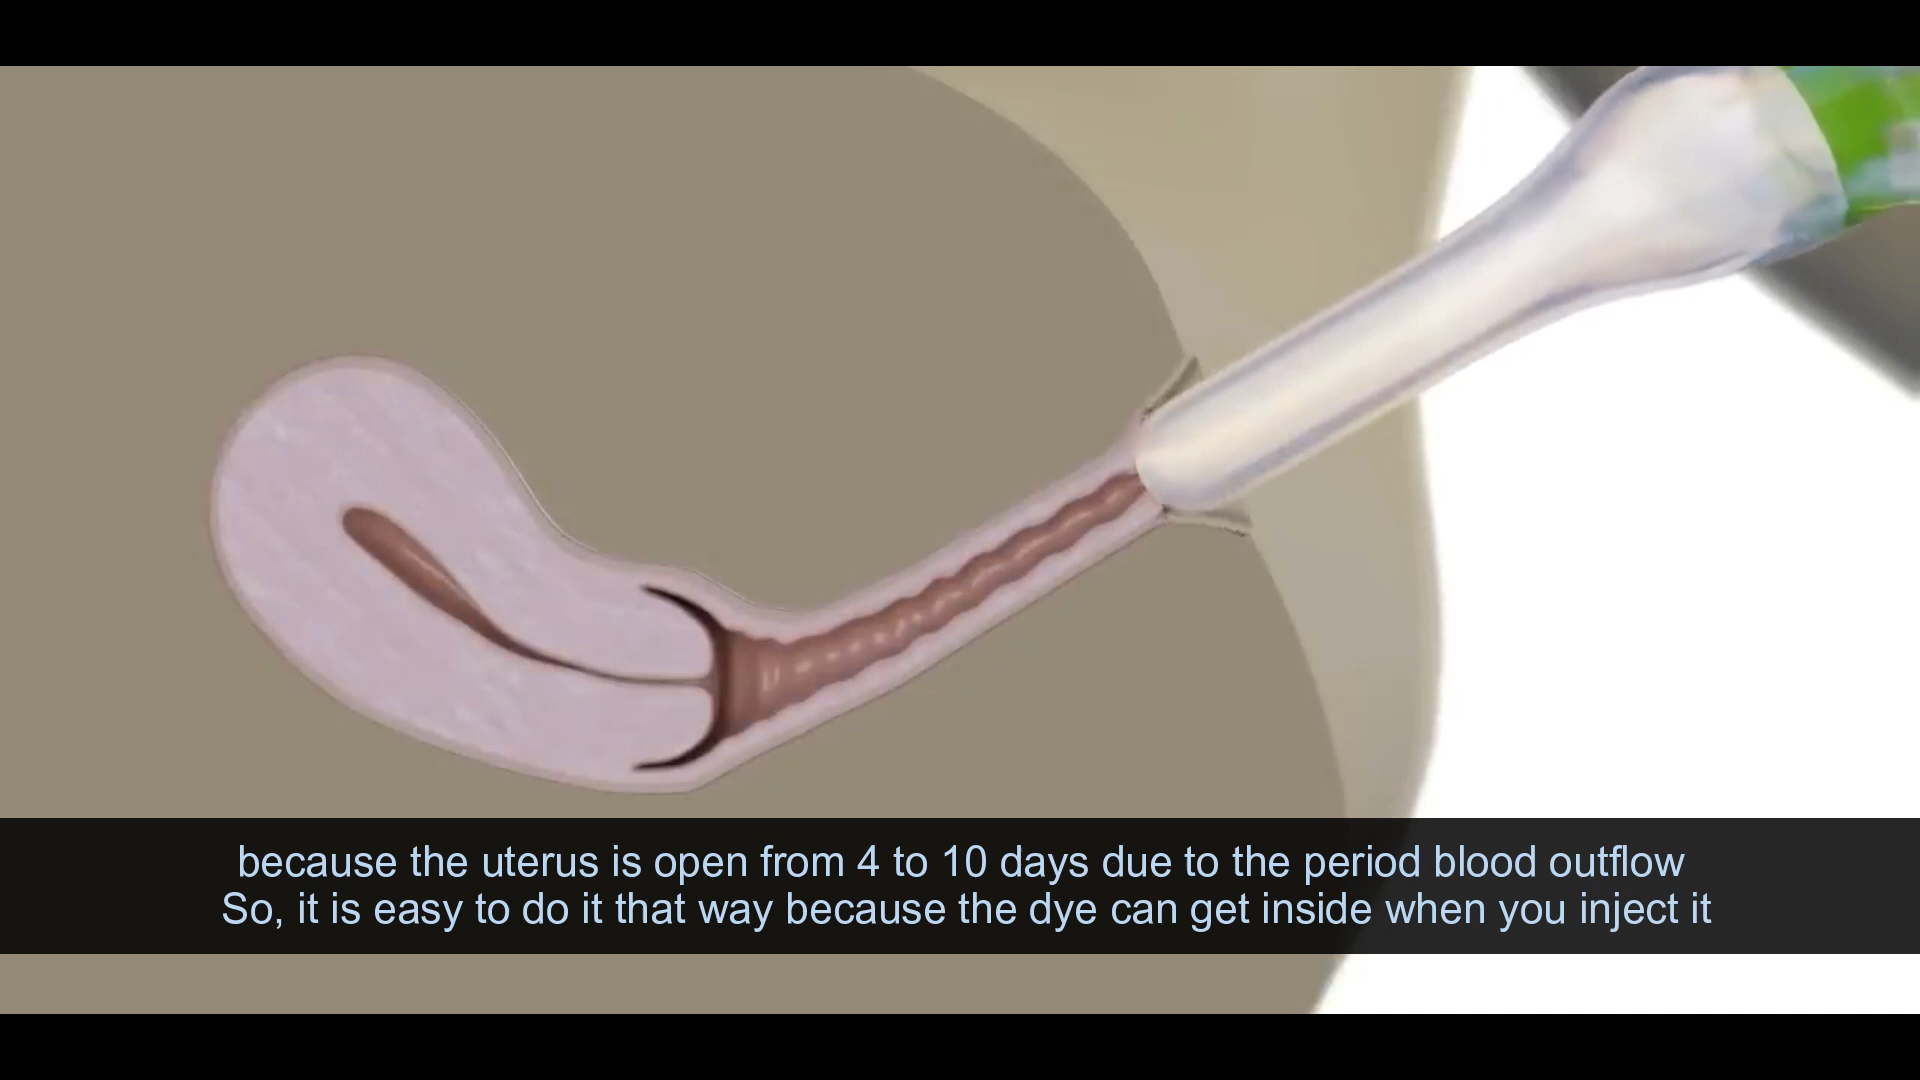 because the uterus is open from 4 to 10 days due to the period blood outflow
So, it is easy to do it that way because the dye can get inside when you inject it